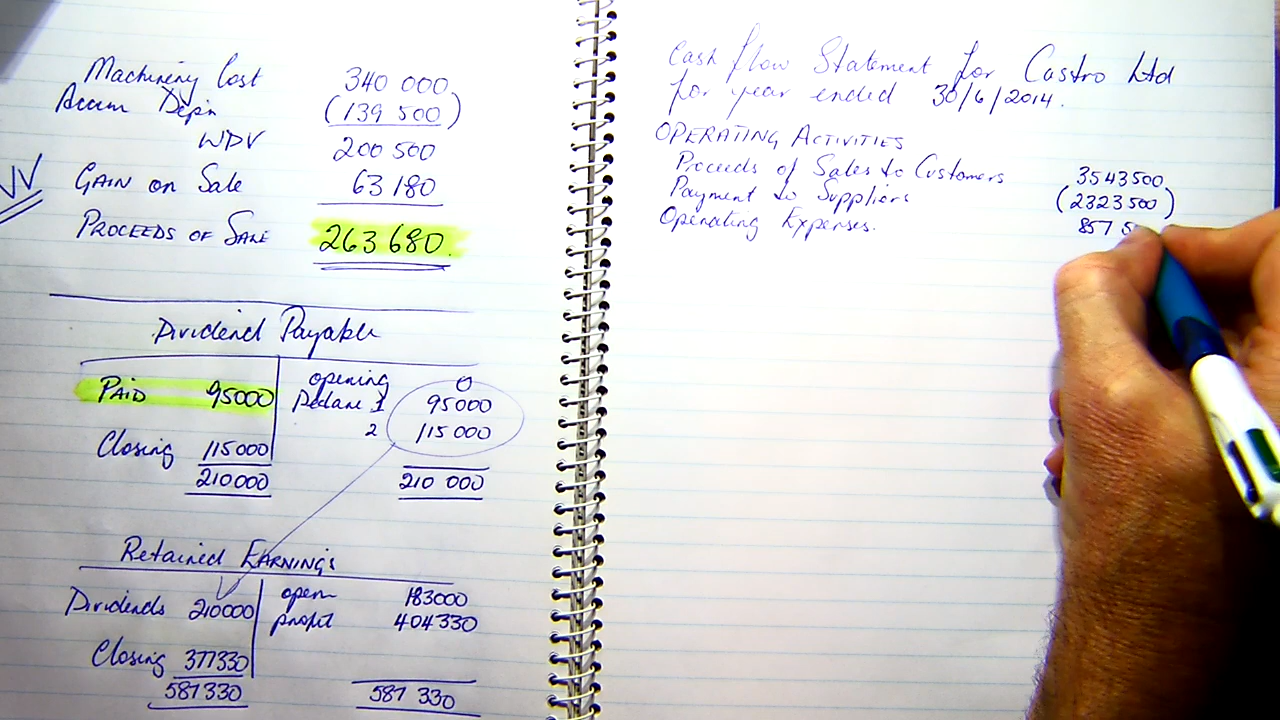 Machinery Cost 340 000
Accum Depn (139 500)
WDV 200 500
GAIN on Sale 63 180
PROCEEDS OF SALE 263 680
Dividend Payable
PAID 95000 opening 0
Declare 1 95000
2 115 000
Closing 115000
210000 210 000
Retained EARNINGS
Dividends 210000 open 183000
profit 404330
Closing 377330
587330 587 330
Cash flow Statement for Castro Ltd
for year ended 30/6/2014.
OPERATING ACTIVITIES
Proceeds of Sales to Customers 3543500
Payment to Suppliers (2323500)
Operating Expenses. 857 5